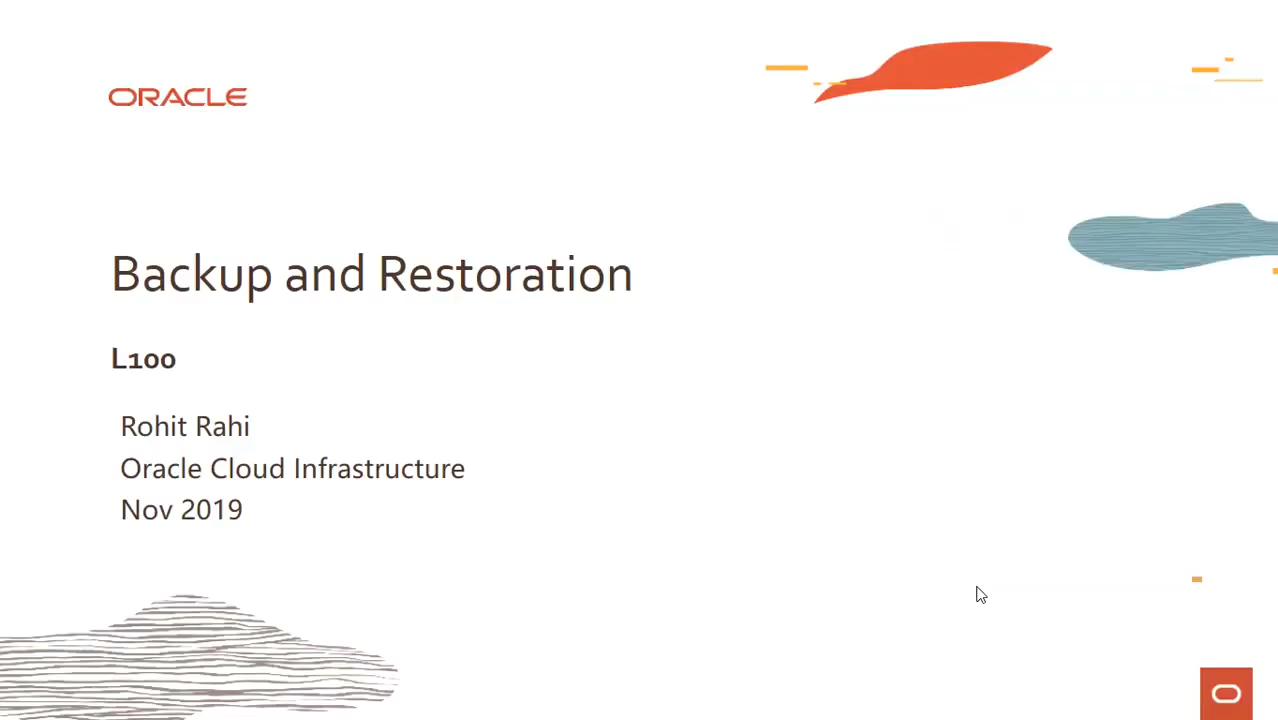 ORACLE
Backup and Restoration
L100
Rohit Rahi
Oracle Cloud Infrastructure
Nov 2019